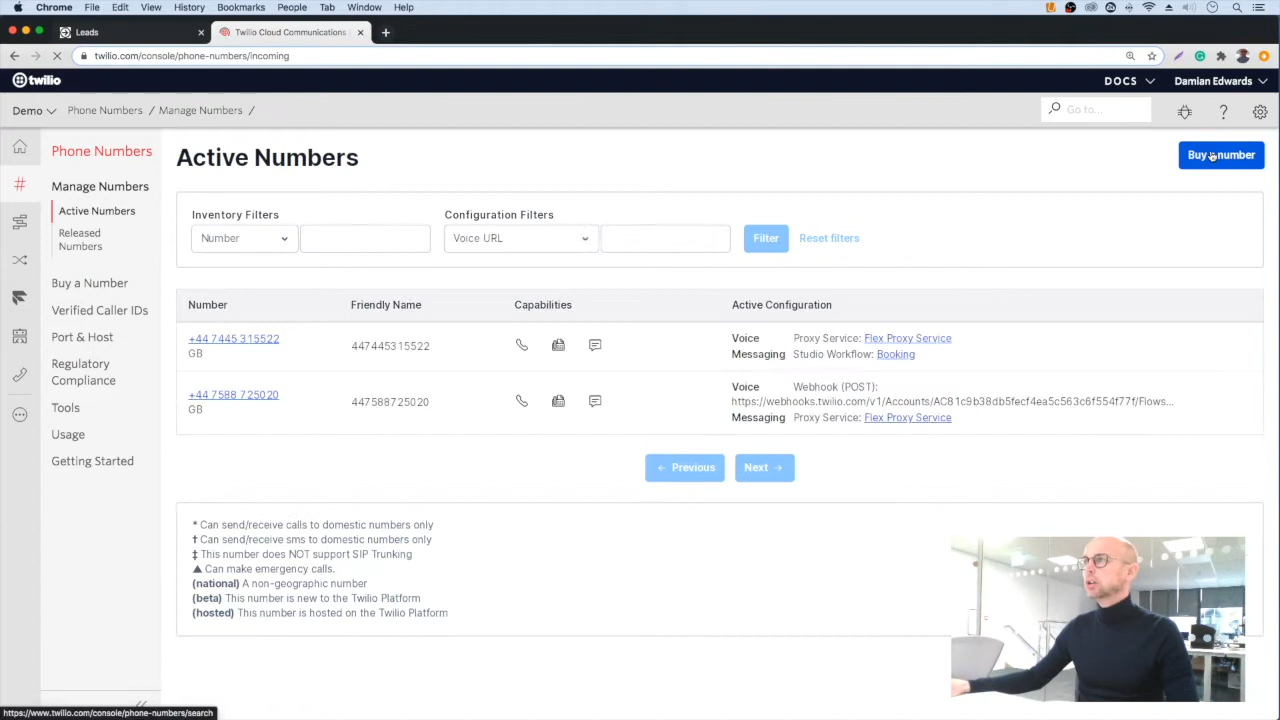 Chrome File Edit View History Bookmarks People Tab Window Help
Leads
Twilio Cloud Communications
twilio.com/console/phone-numbers/incoming
twilio
DOCS
Damian Edwards
Demo
Phone Numbers / Manage Numbers /
Go to...
Phone Numbers
Manage Numbers
Active Numbers
Released
Numbers
Buy a Number
Verified Caller IDs
Port & Host
Regulatory
Compliance
Tools
Usage
Getting Started
Active Numbers
Buy a number
Inventory Filters
Configuration Filters
Number
Voice URL
Filter
Reset filters
Number Friendly Name Capabilities Active Configuration
+44 7445 315522
GB
447445315522
Voice Proxy Service: Flex Proxy Service
Messaging Studio Workflow: Booking
+44 7588 725020
GB
447588725020
Voice Webhook (POST):
https://webhooks.twilio.com/v1/Accounts/AC81c9b38db5fecf4ea5c563c6f554f77f/Flows...
Messaging Proxy Service: Flex Proxy Service
← Previous
Next →
* Can send/receive calls to domestic numbers only
† Can send/receive sms to domestic numbers only
‡ This number does NOT support SIP Trunking
▲ Can make emergency calls.
(national) A non-geographic number
(beta) This number is new to the Twilio Platform
(hosted) This number is hosted on the Twilio Platform
https://www.twilio.com/console/phone-numbers/search